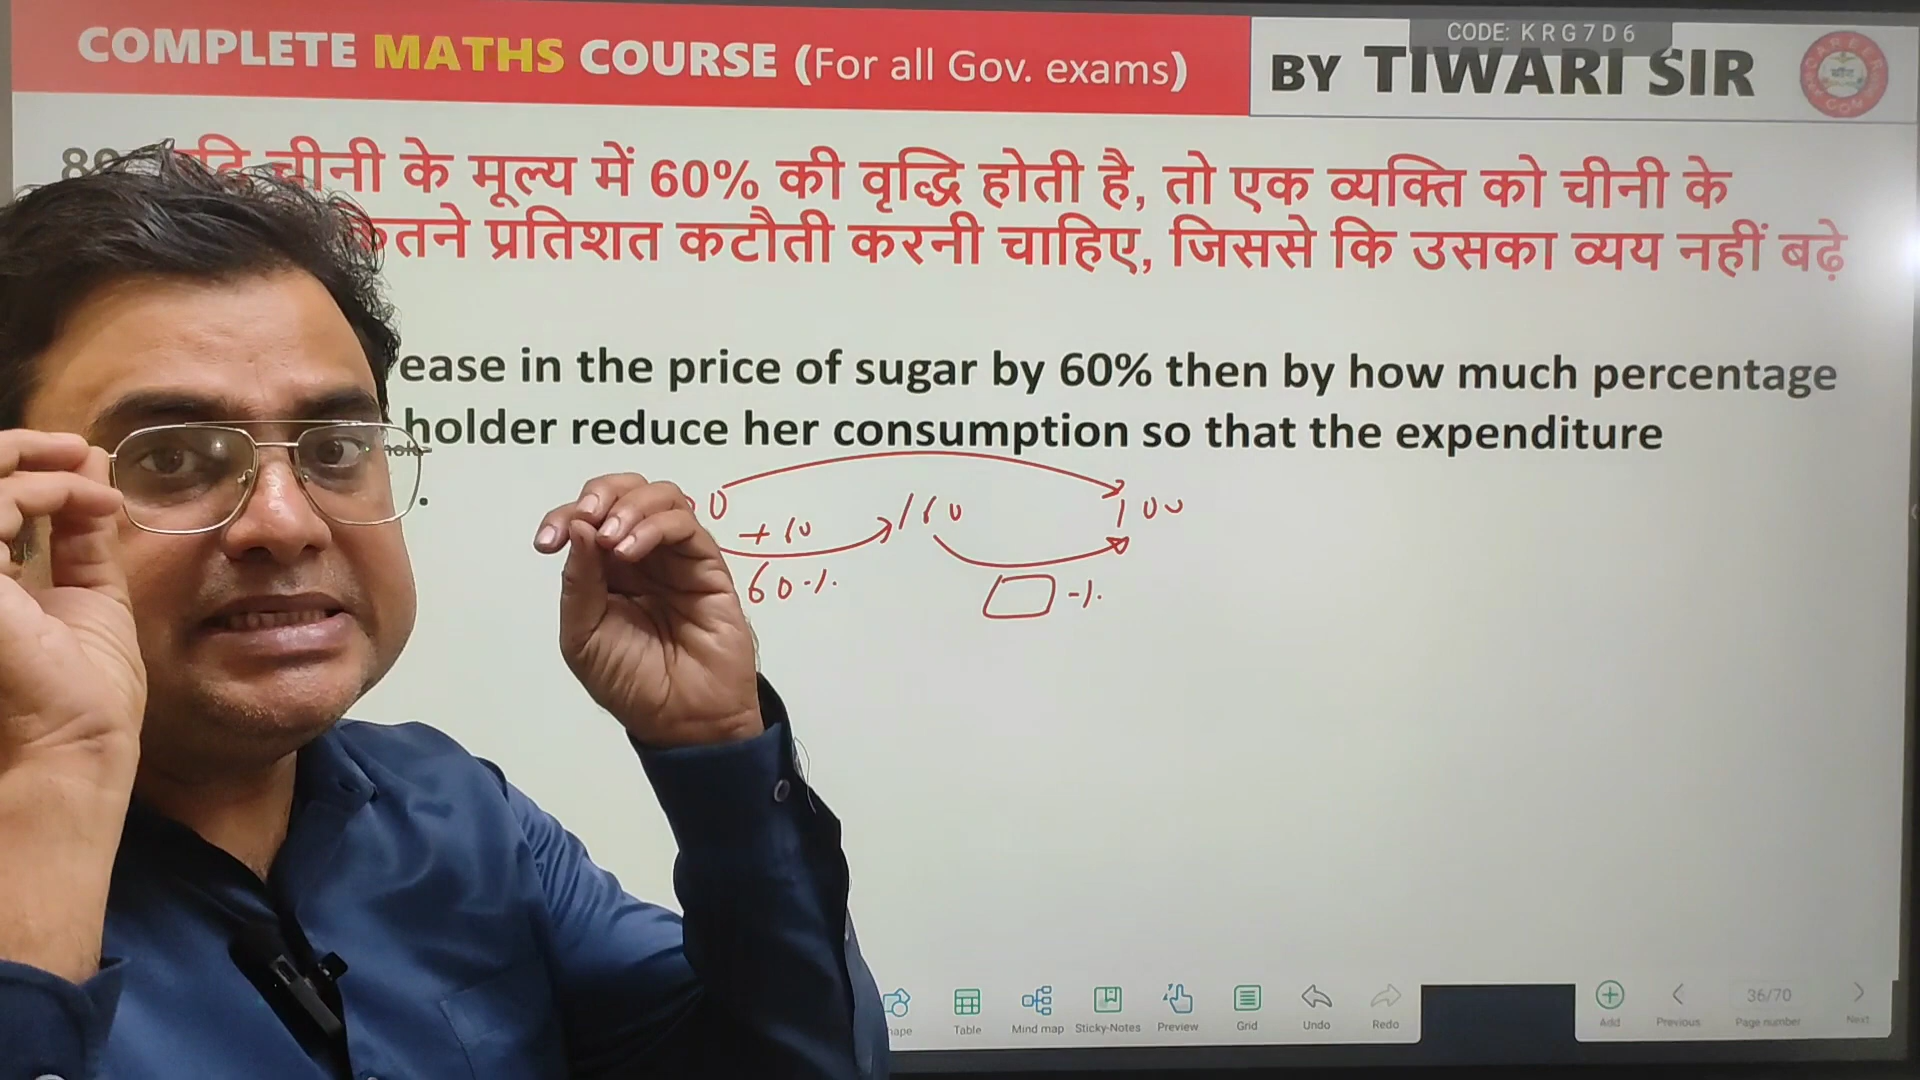 CODE: KRG7D6
COMPLETE MATHS COURSE (For all Gov. exams)
BY TIWARI SIR
चीनी के मूल्य में 60% की वृद्धि होती है, तो एक व्यक्ति को चीनी के
कितने प्रतिशत कटौती करनी चाहिए, जिससे कि उसका व्यय नहीं बढ़े
ease in the price of sugar by 60% then by how much percentage
holder reduce her consumption so that the expenditure
.
0 +60 160 100
60% %
Table Mind map Sticky-Notes Preview Grid Undo Redo
Add Previous 36/70 Page number Next